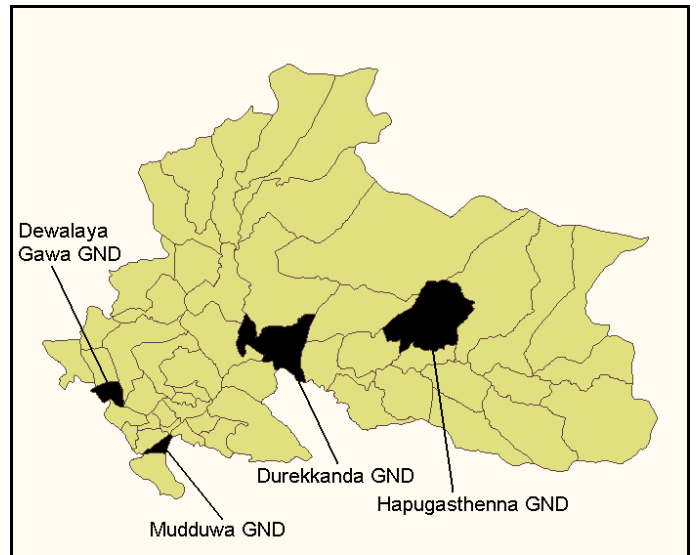 Dewalaya
Gawa GND
Durekkanda GND
Hapugasthenna GND
Mudduwa GND